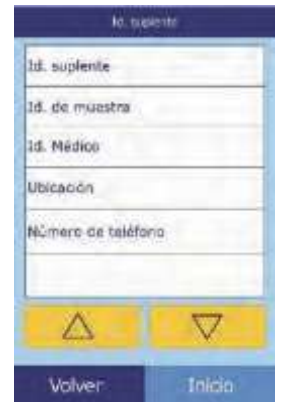 Id. suplente
Id. suplente
Id. de muestra
Id. Médico
Ubicación
Número de teléfono
Volver
Inicio